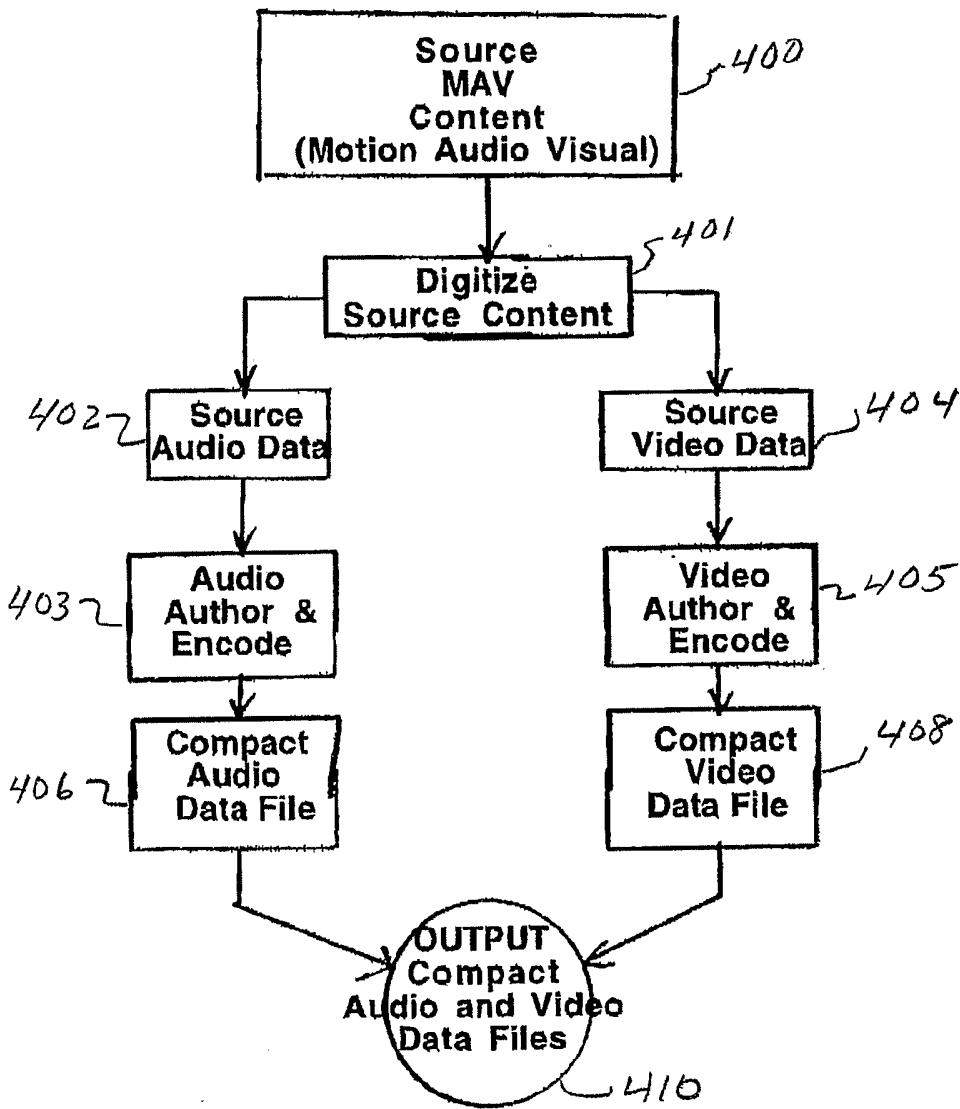 Source
MAV
Content
(Motion Audio Visual)
400
401
Digitize
Source Content
402
Source
Audio Data
Source
Video Data
404
403
Audio
Author &
Encode
Video
Author &
Encode
405
406
Compact
Audio
Data File
Compact
Video
Data File
408
OUTPUT
Compact
Audio and Video
Data Files
410